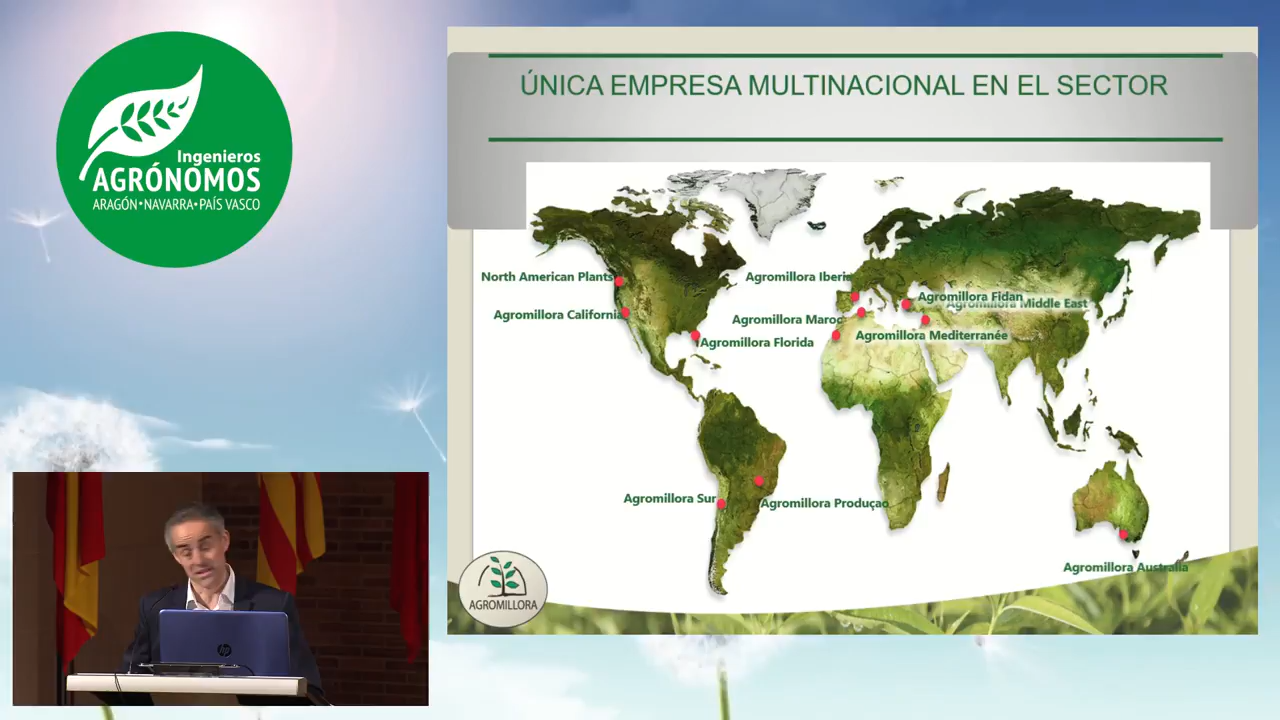 Ingenieros
AGRÓNOMOS
ARAGÓN•NAVARRA•PAÍS VASCO
ÚNICA EMPRESA MULTINACIONAL EN EL SECTOR
North American Plants
Agromillora Iberia
Agromillora Fidan
Agromillora Middle East
Agromillora California
Agromillora Maroc
Agromillora Mediterranée
Agromillora Florida
Agromillora Sur
Agromillora Produçao
Agromillora Australia
AGROMILLORA
hp